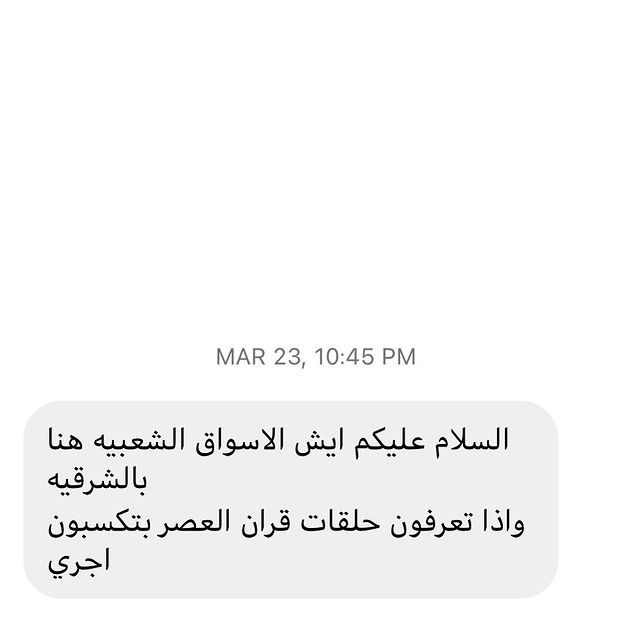 MAR 23, 10:45 PM
السلام عليكم ايش الاسواق الشعبيه هنا
بالشرقيه
واذا تعرفون حلقات قران العصر بتكسبون
اجري